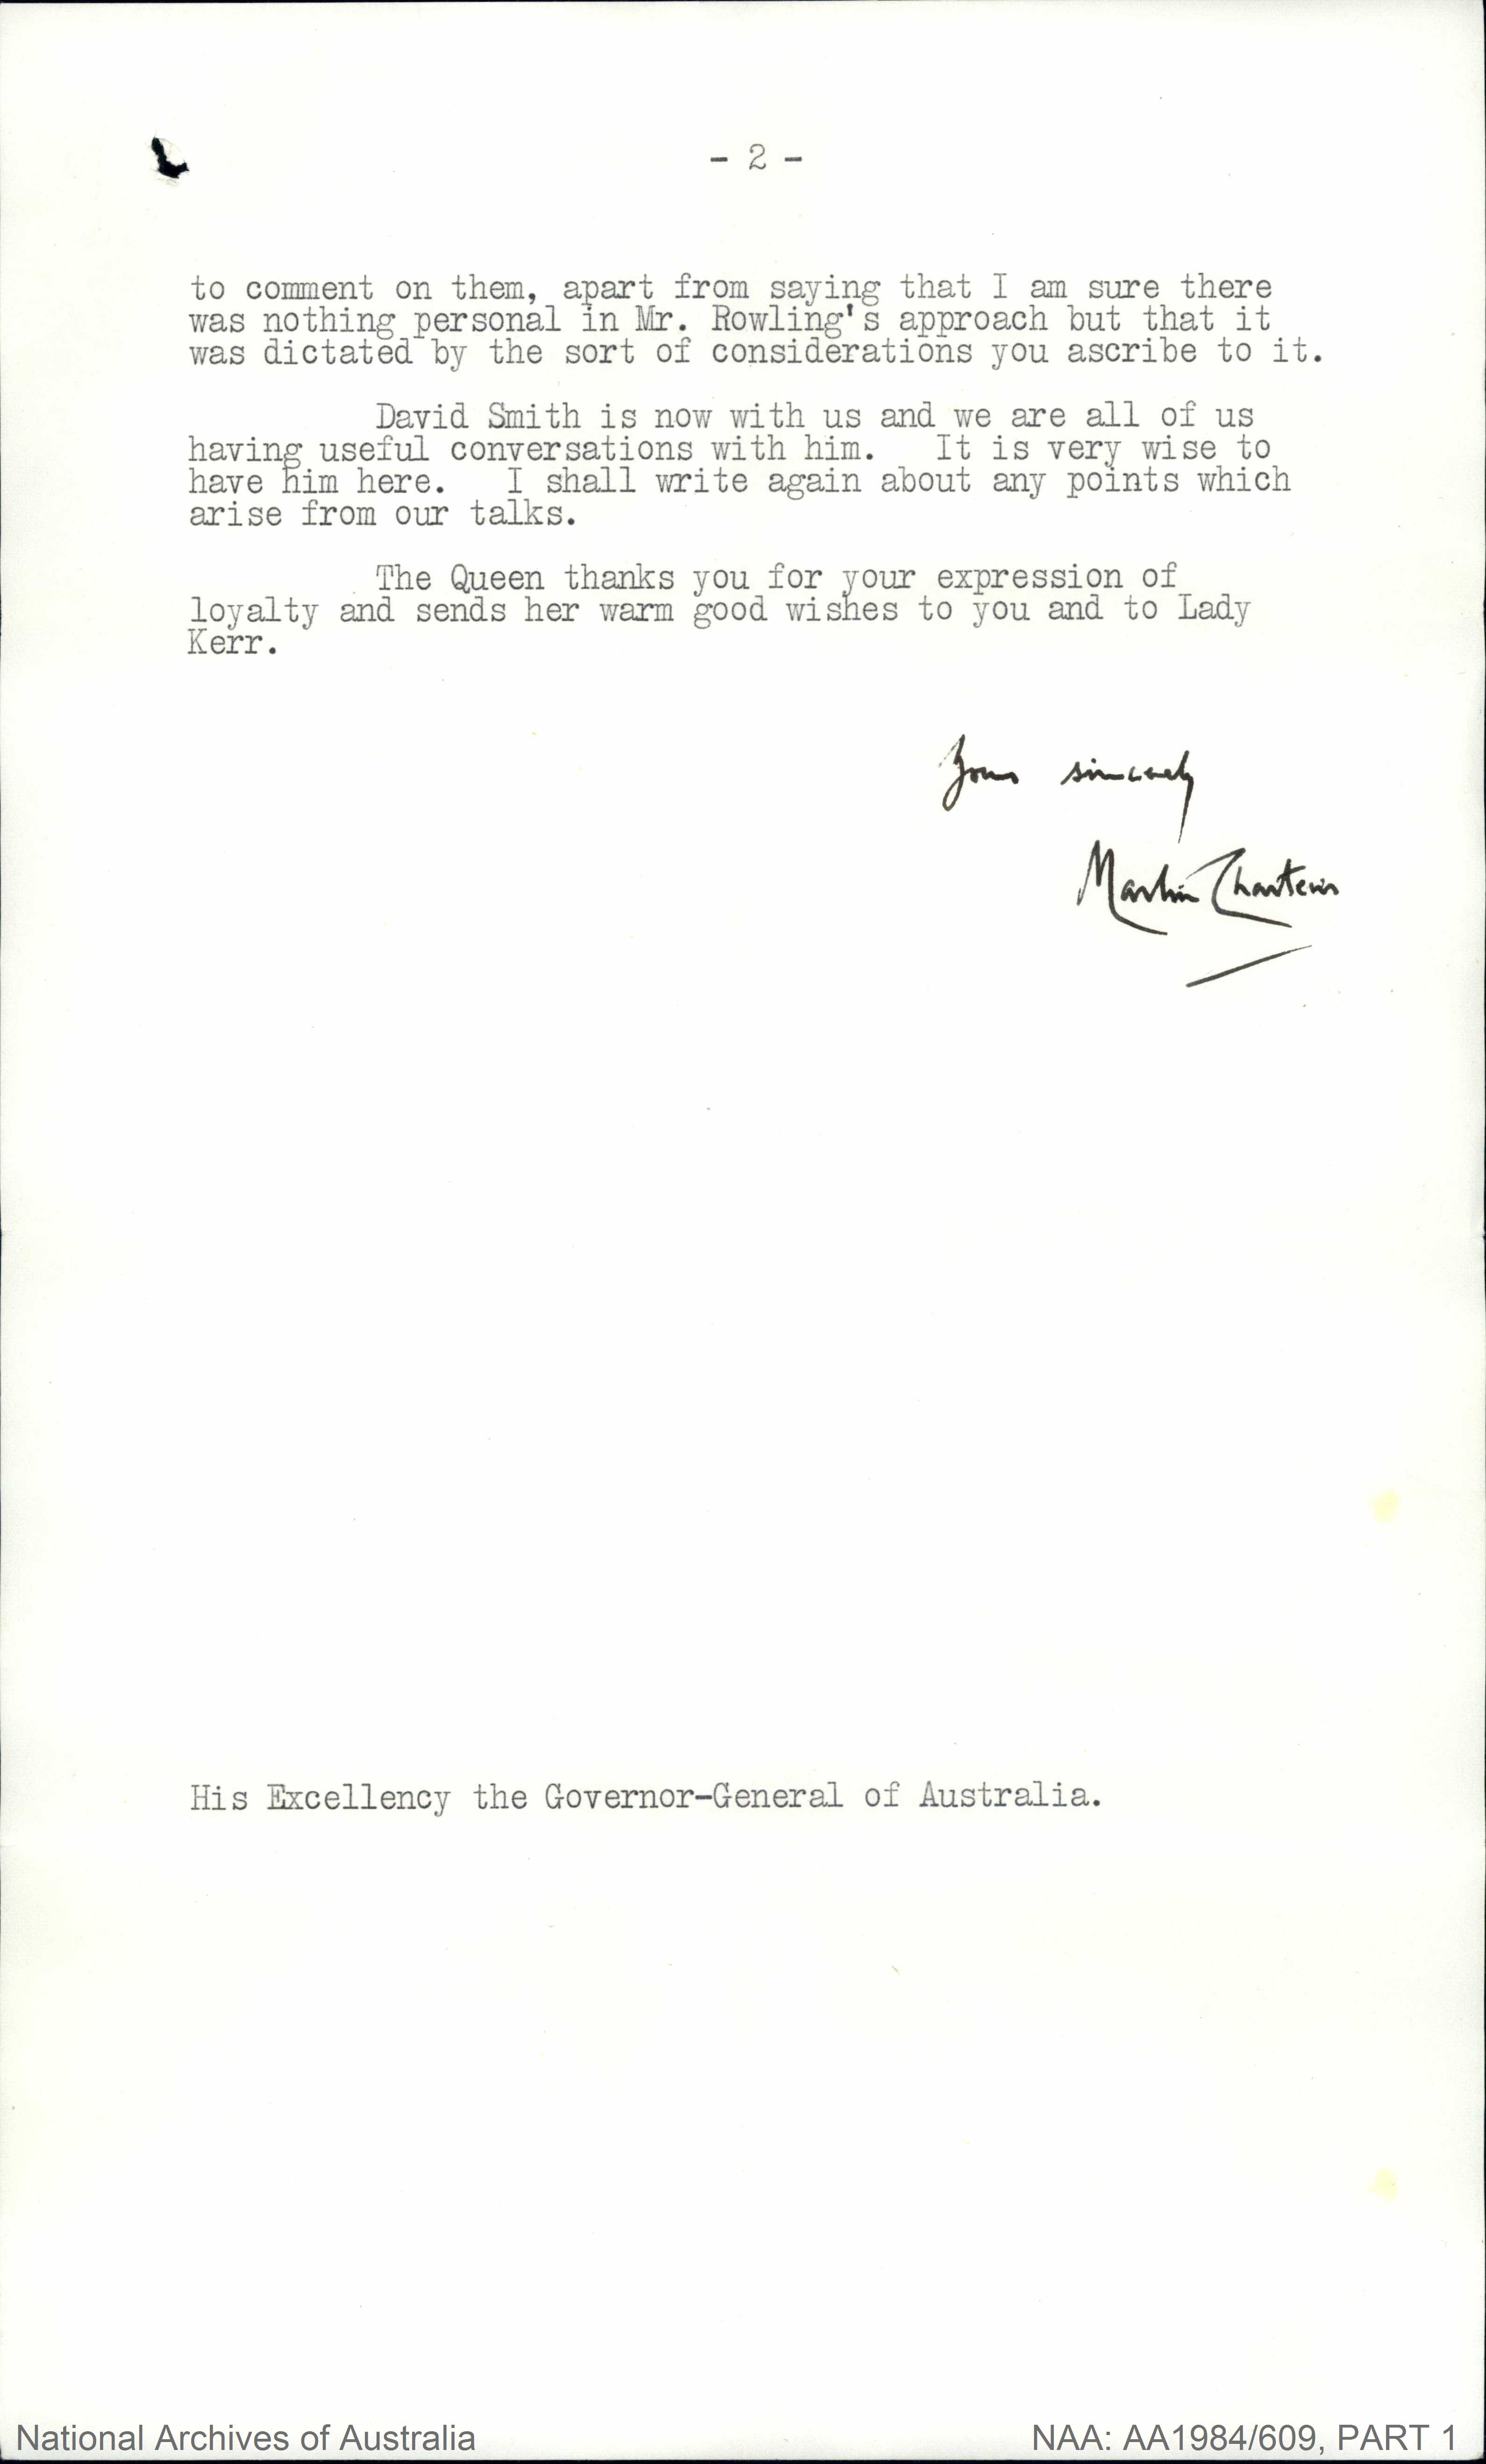 - 2 -
to comment on them, apart from saying that I am sure there
was nothing personal in Mr. Rowling's approach but that it
was dictated by the sort of considerations you ascribe to it.
David Smith is now with us and we are all of us
having useful conversations with him. It is very wise to
have him here. I shall write again about any points which
arise from our talks.
The Queen thanks you for your expression of
loyalty and sends her warm good wishes to you and to Lady
Kerr.
Yours sincerely
Martin Charteris
His Excellency the Governor-General of Australia.
National Archives of Australia
NAA: AA1984/609, PART 1